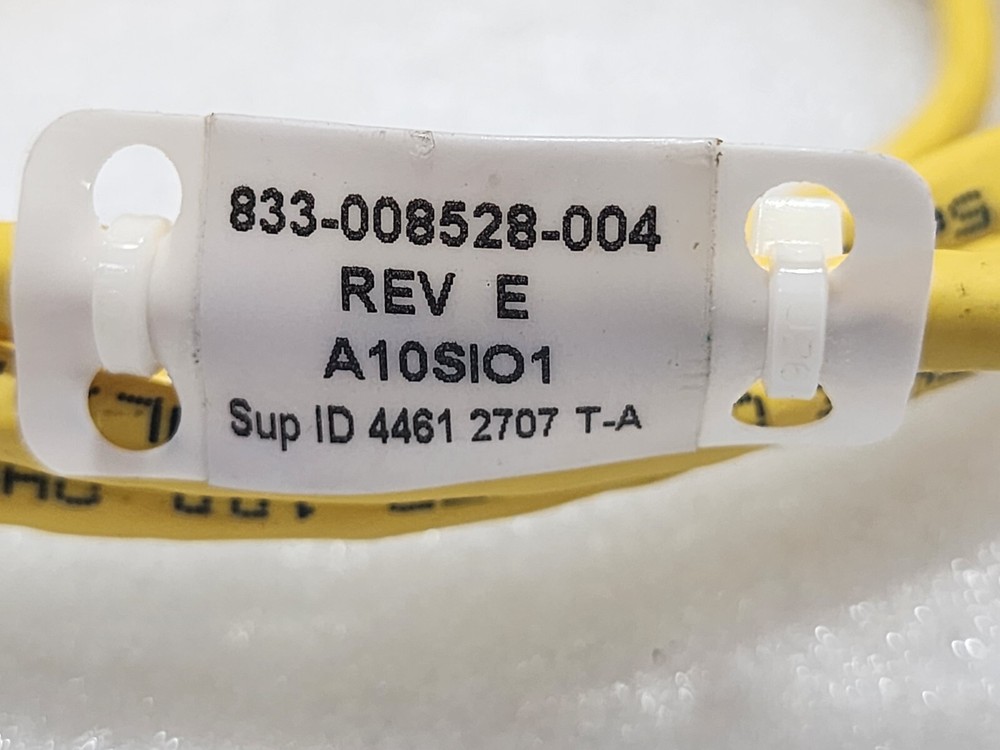 833-008528-004
REV E
A10SIO1
Sup ID 4461 2707 T-A